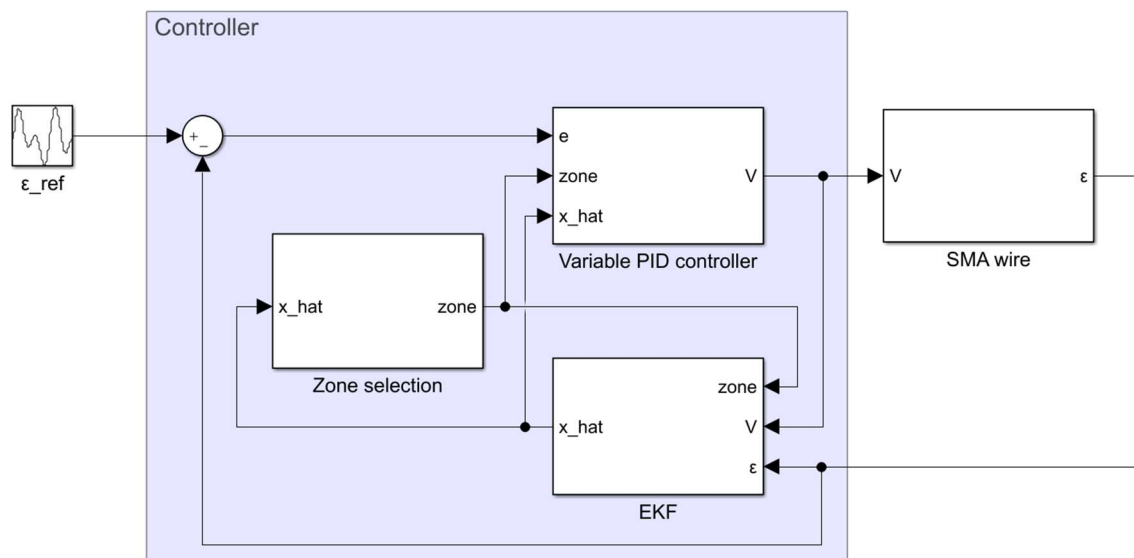 Controller
+
_
ε_ref
e
zone
x_hat
V
Variable PID controller
V
ε
SMA wire
x_hat
zone
Zone selection
x_hat
zone
V
ε
EKF